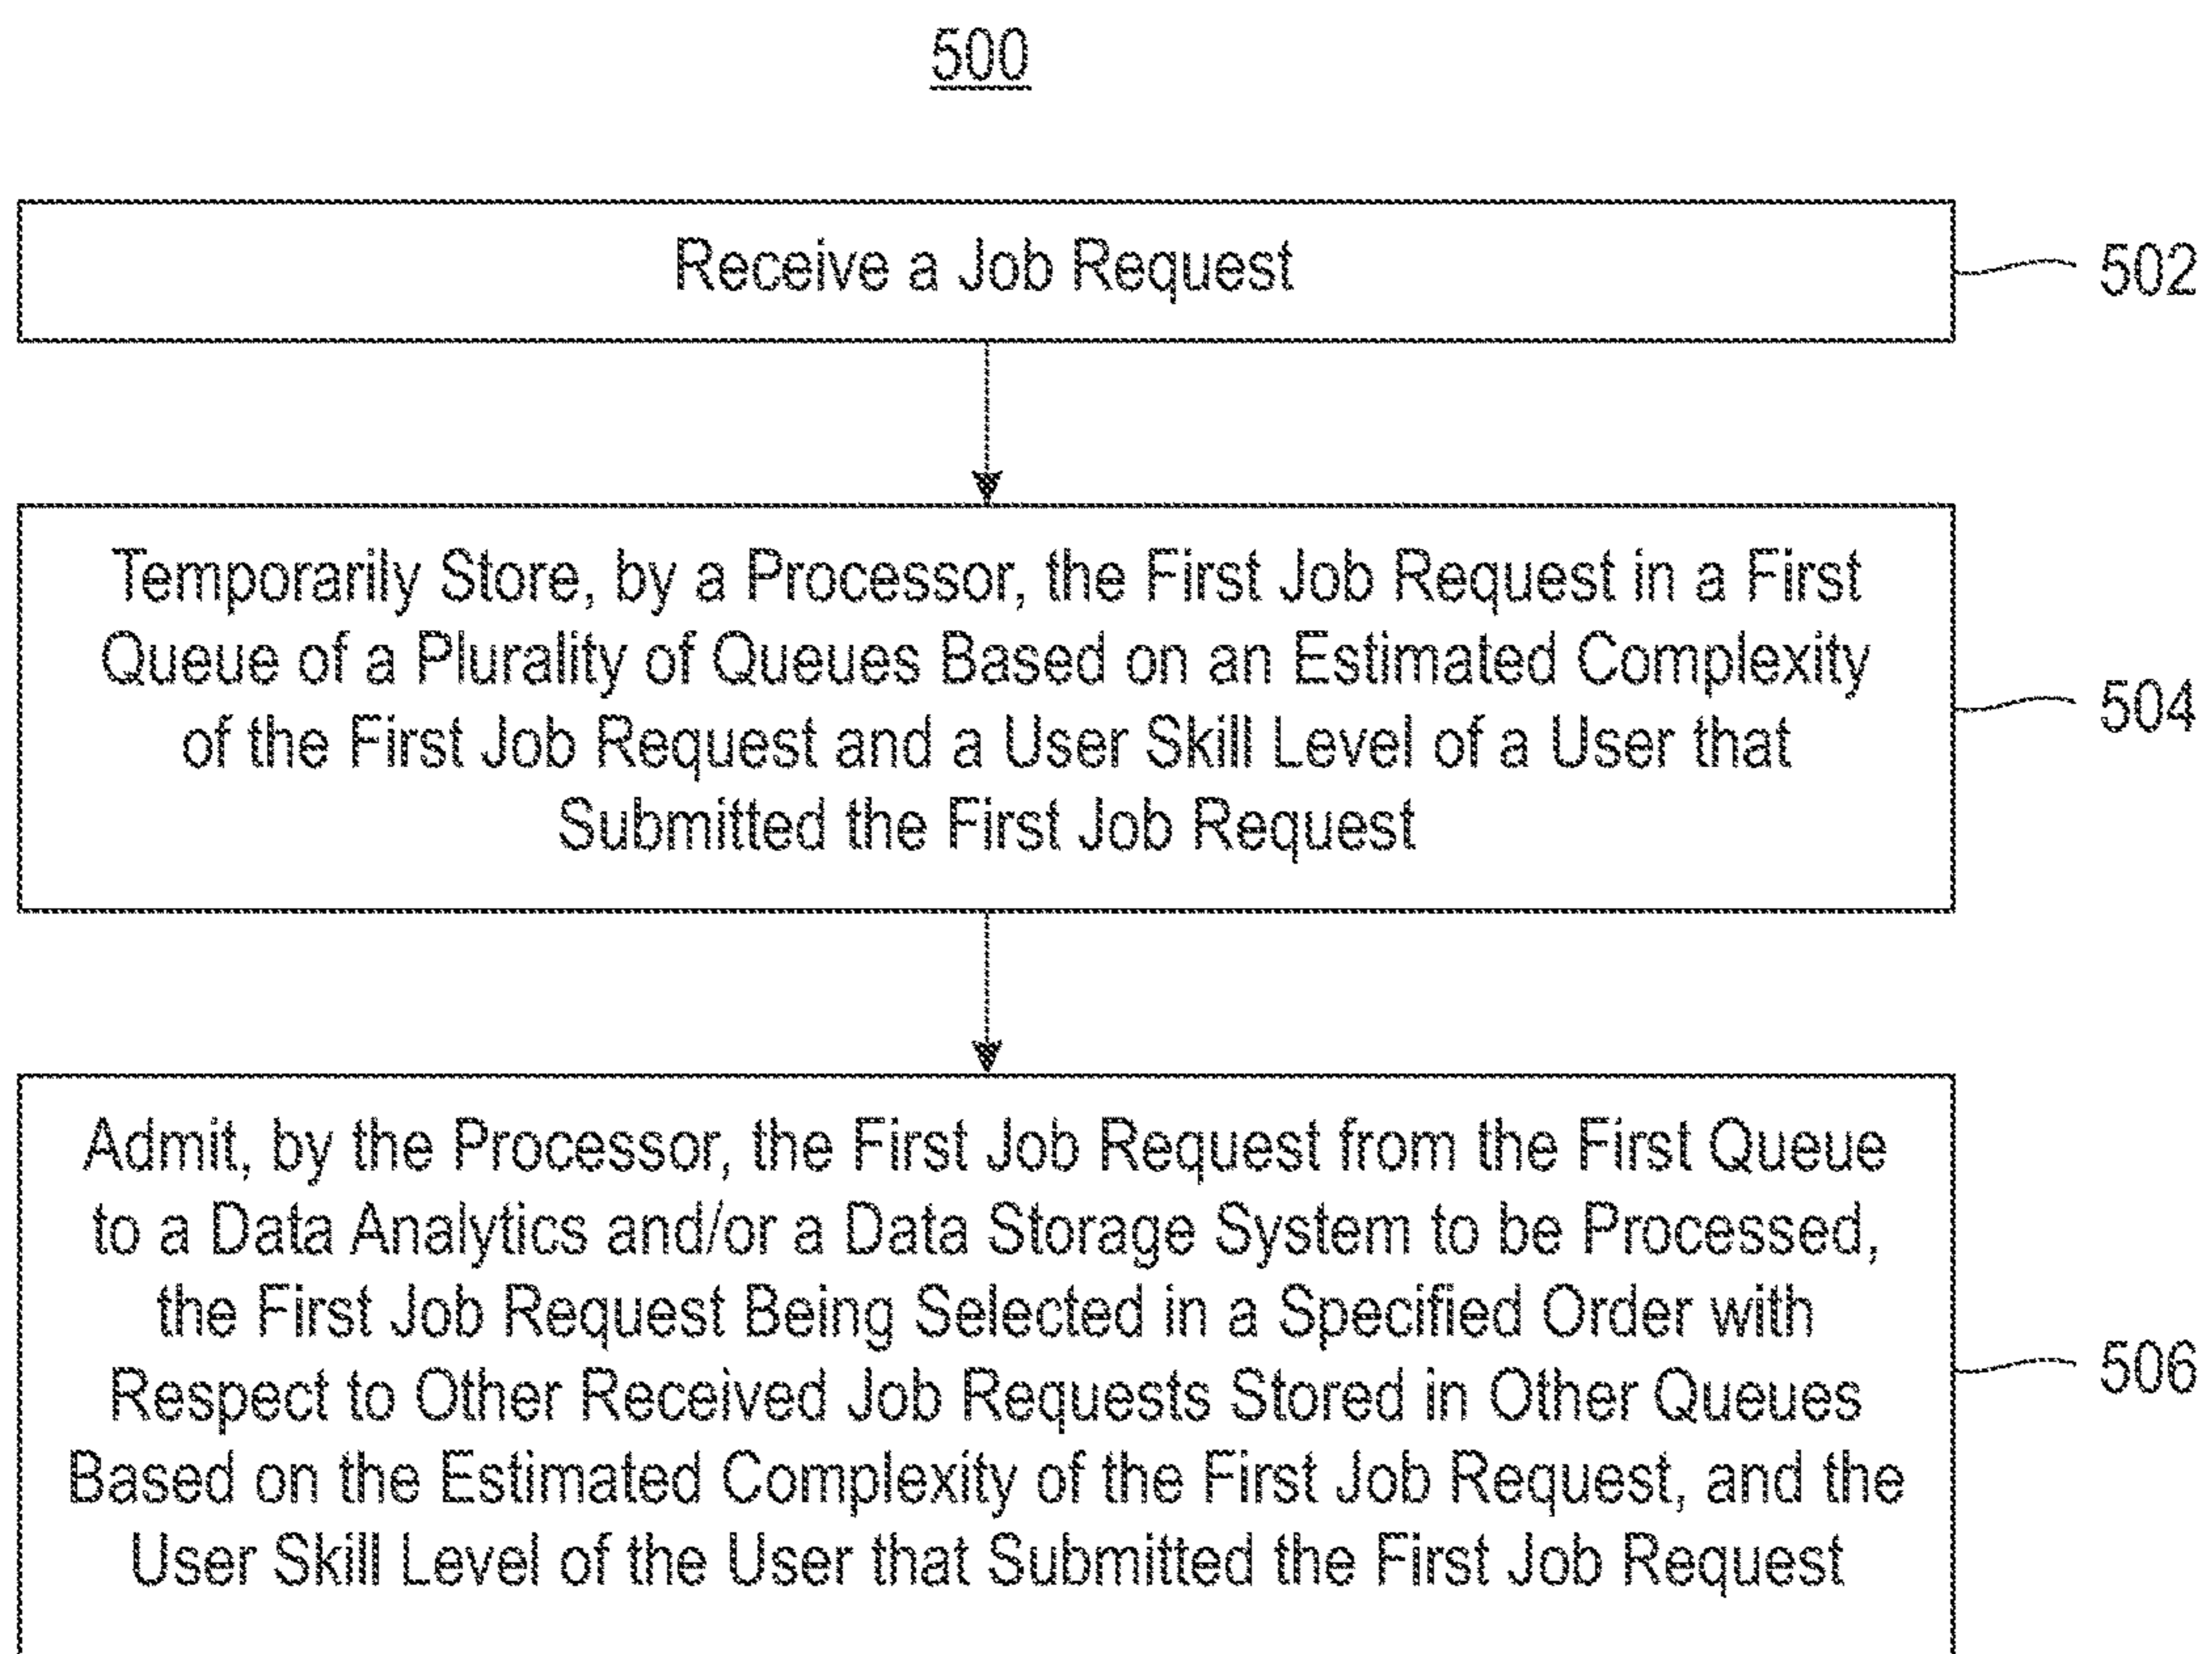 500
Receive a Job Request
502
Temporarily Store, by a Processor, the First Job Request in a First
Queue of a Plurality of Queues Based on an Estimated Complexity
of the First Job Request and a User Skill Level of a User that
Submitted the First Job Request
504
Admit, by the Processor, the First Job Request from the First Queue
to a Data Analytics and/or a Data Storage System to be Processed,
the First Job Request Being Selected in a Specified Order with
Respect to Other Received Job Requests Stored in Other Queues
Based on the Estimated Complexity of the First Job Request, and the
User Skill Level of the User that Submitted the First Job Request
506